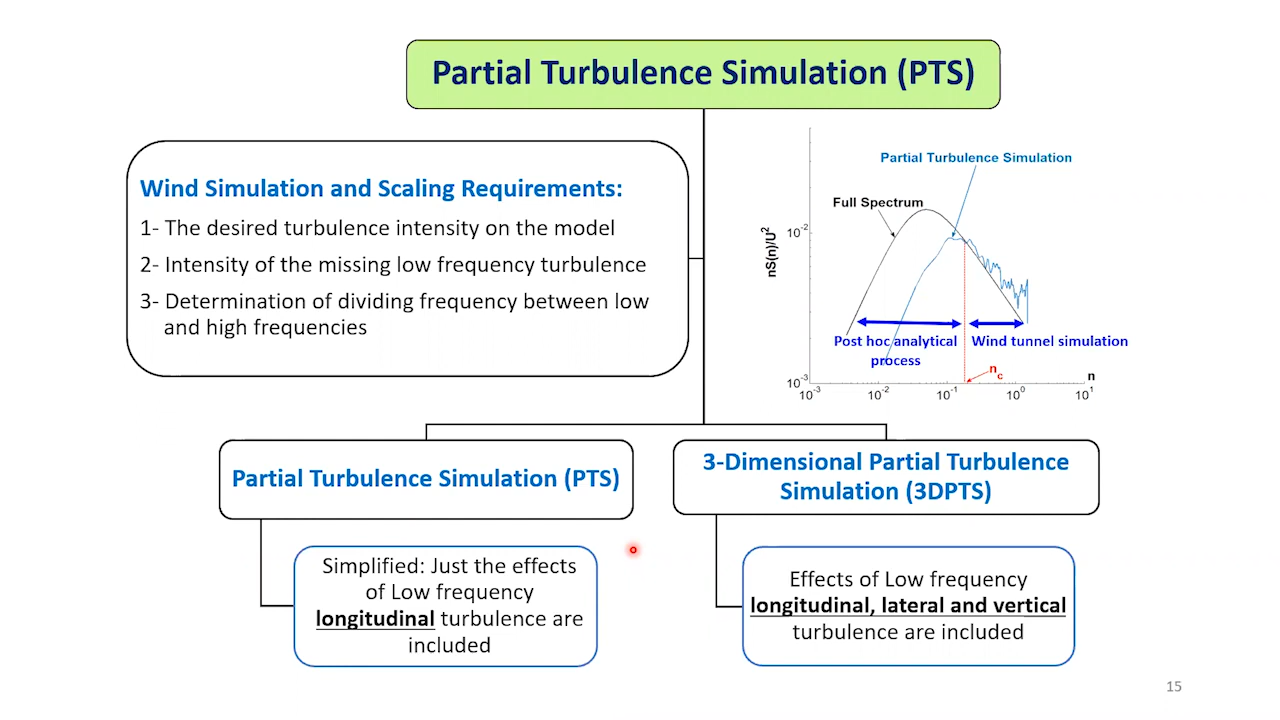 Partial Turbulence Simulation (PTS)
Wind Simulation and Scaling Requirements:
1- The desired turbulence intensity on the model
2- Intensity of the missing low frequency turbulence
3- Determination of dividing frequency between low
and high frequencies
Partial Turbulence Simulation
Full Spectrum
nS(n)/U²
10⁻²
10⁻³
Post hoc analytical
process
Wind tunnel simulation
n_c
n
10⁻³ 10⁻² 10⁻¹ 10⁰ 10¹
Partial Turbulence Simulation (PTS)
3-Dimensional Partial Turbulence
Simulation (3DPTS)
Simplified: Just the effects
of Low frequency
longitudinal turbulence are
included
Effects of Low frequency
longitudinal, lateral and vertical
turbulence are included
15